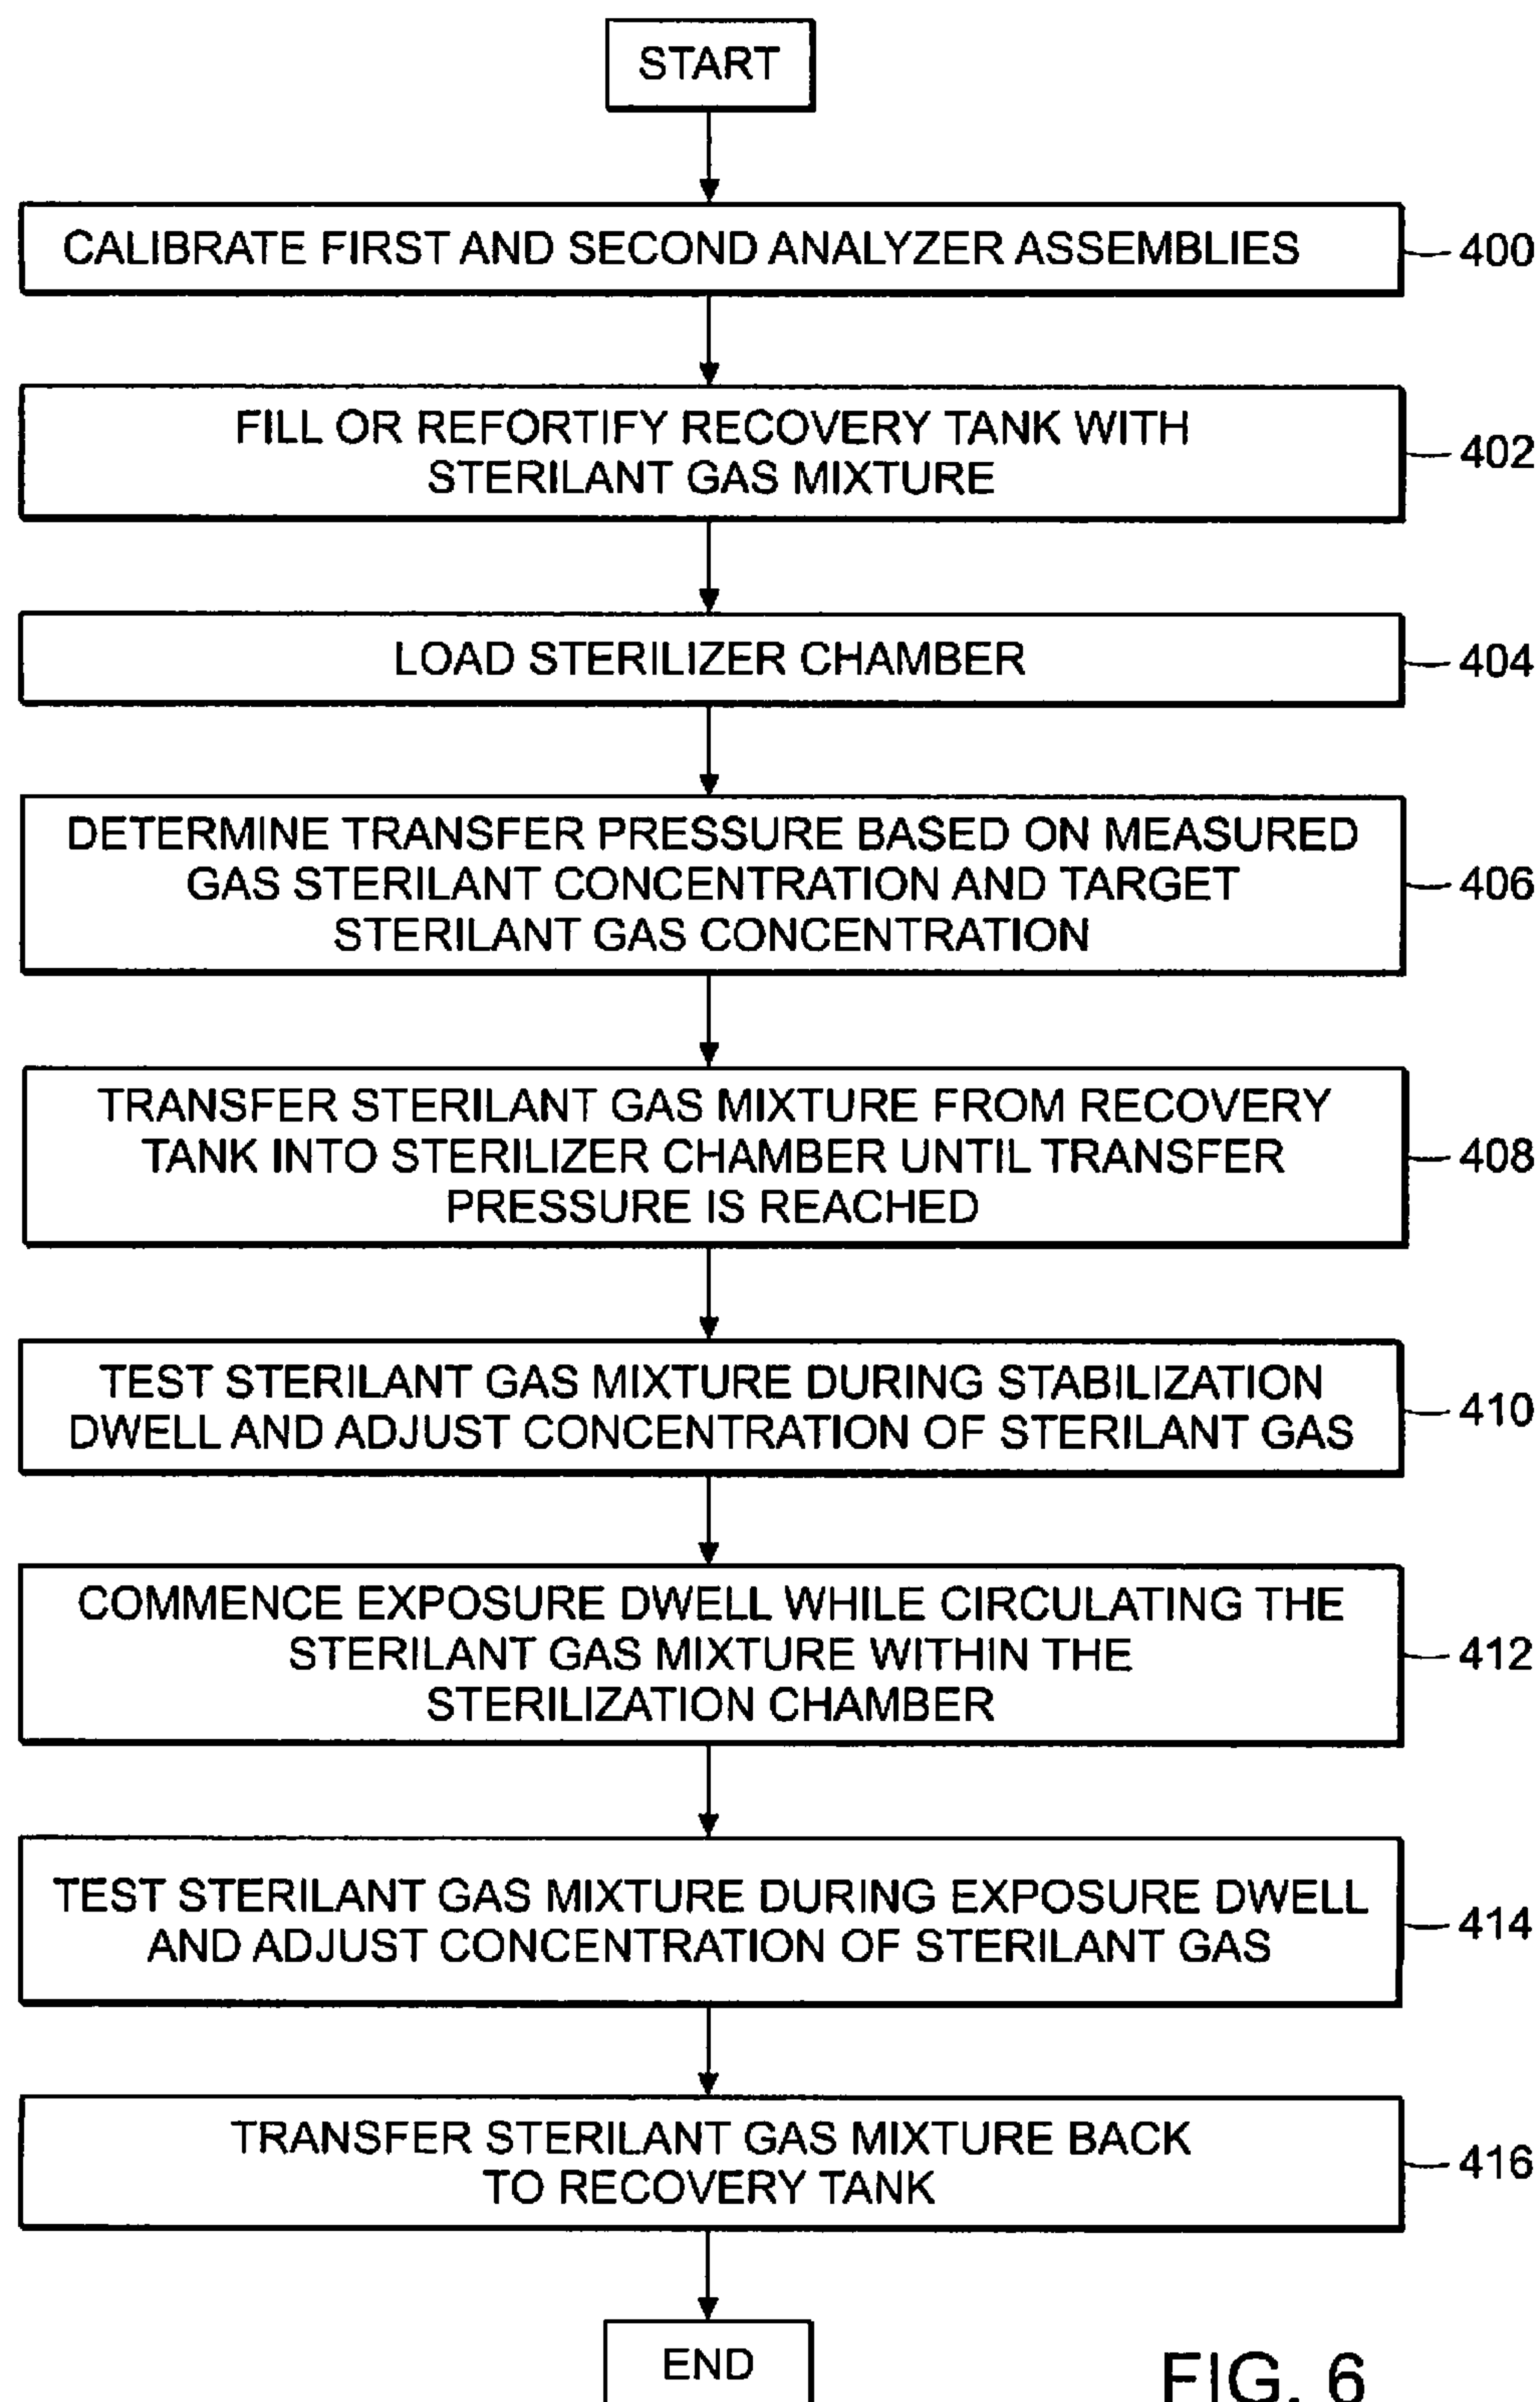 START
CALIBRATE FIRST AND SECOND ANALYZER ASSEMBLIES
400
FILL OR REFORTIFY RECOVERY TANK WITH
STERILANT GAS MIXTURE
402
LOAD STERILIZER CHAMBER
404
DETERMINE TRANSFER PRESSURE BASED ON MEASURED
GAS STERILANT CONCENTRATION AND TARGET
STERILANT GAS CONCENTRATION
406
TRANSFER STERILANT GAS MIXTURE FROM RECOVERY
TANK INTO STERILIZER CHAMBER UNTIL TRANSFER
PRESSURE IS REACHED
408
TEST STERILANT GAS MIXTURE DURING STABILIZATION
DWELL AND ADJUST CONCENTRATION OF STERILANT GAS
410
COMMENCE EXPOSURE DWELL WHILE CIRCULATING THE
STERILANT GAS MIXTURE WITHIN THE
STERILIZATION CHAMBER
412
TEST STERILANT GAS MIXTURE DURING EXPOSURE DWELL
AND ADJUST CONCENTRATION OF STERILANT GAS
414
TRANSFER STERILANT GAS MIXTURE BACK
TO RECOVERY TANK
416
END
FIG. 6